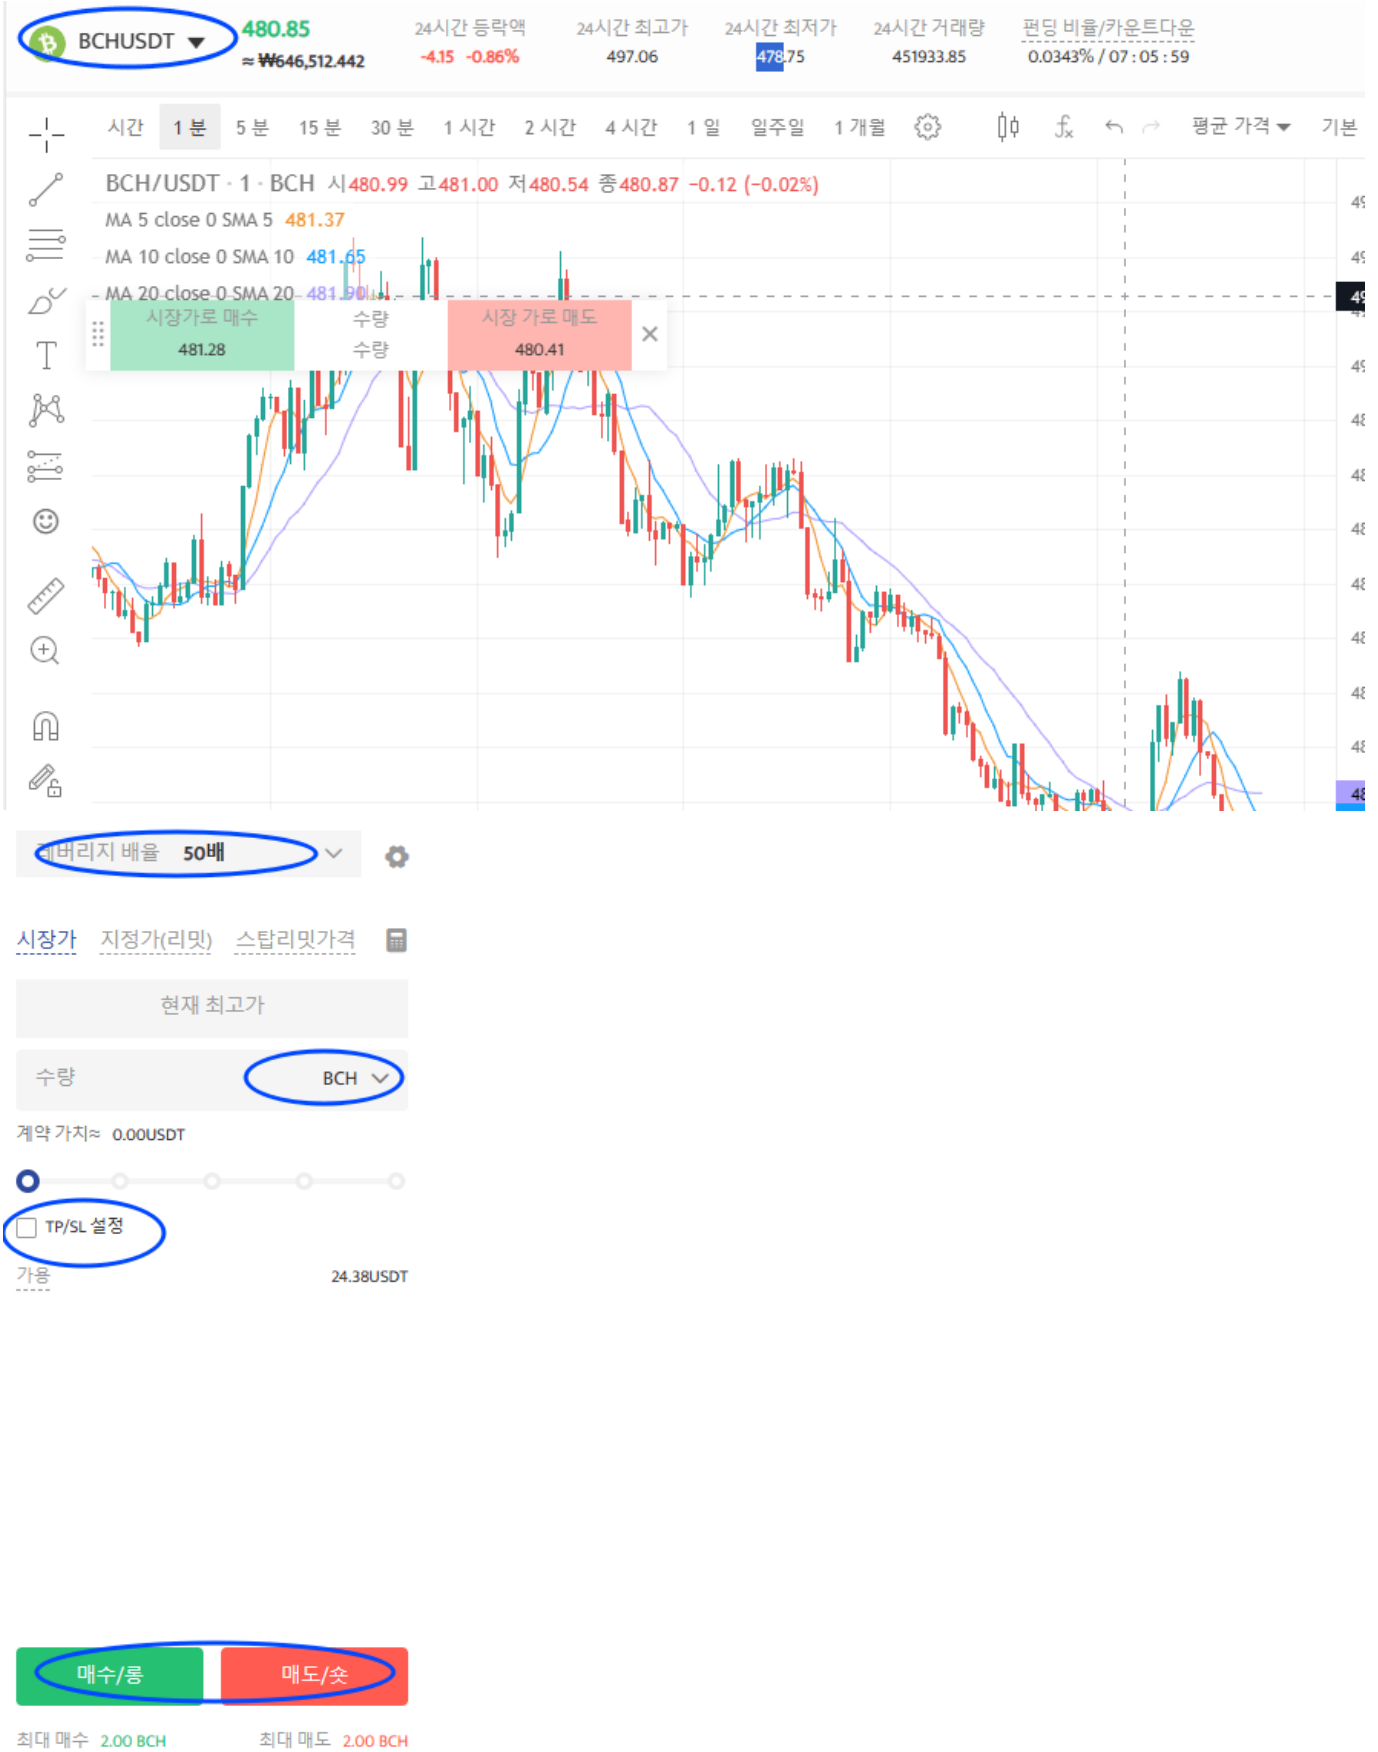 BCHUSDT
480.85
≈ ₩646,512.442
24시간 등락액
-4.15 -0.86%
24시간 최고가
497.06
24시간 최저가
478.75
24시간 거래량
451933.85
펀딩 비율/카운트다운
0.0343% / 07 : 05 : 59
시간 1 분 5 분 15 분 30 분 1 시간 2 시간 4 시간 1 일 일주일 1 개월 평균 가격 기본
BCH/USDT · 1 · BCH 시480.99 고481.00 저480.54 종480.87 −0.12 (−0.02%)
MA 5 close 0 SMA 5 481.37
MA 10 close 0 SMA 10 481.65
MA 20 close 0 SMA 20 481.90
시장가로 매수 수량 시장 가로 매도
481.28 수량 480.41
레버리지 배율 50배
시장가 지정가(리밋) 스탑리밋가격
현재 최고가
수량 BCH
계약 가치≈ 0.00USDT
TP/SL 설정
가용 24.38USDT
매수/롱 매도/숏
최대 매수 2.00 BCH 최대 매도 2.00 BCH